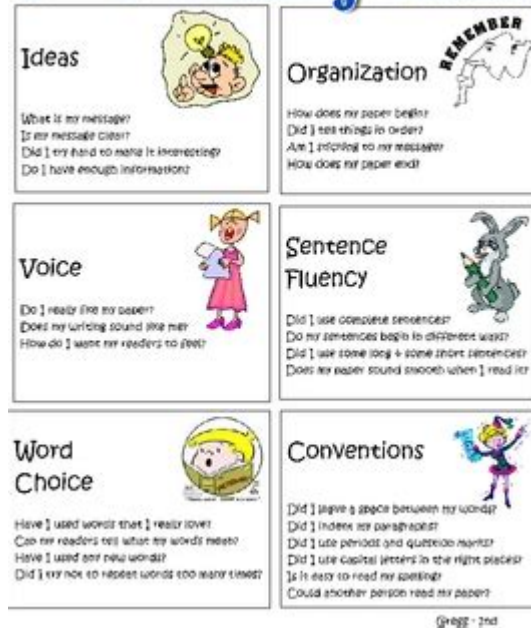 Ideas
What is my message?
Is my message clear?
Did I try hard to make it interesting?
Do I have enough information?
REMEMBER
Organization
How does my paper begin?
Did I tell things in order?
Am I sticking to my message?
How does my paper end?
Voice
Do I really like my paper?
Does my writing sound like me?
How do I want my readers to feel?
Sentence
Fluency
Did I use complete sentences?
Do my sentences begin in different ways?
Did I use some long & some short sentences?
Does my paper sound smooth when I read it?
Word
Choice
Have I used words that I really love?
Can my readers tell what my words mean?
Have I used any new words?
Did I try not to repeat words too many times?
Conventions
Did I leave a space between my words?
Did I indent my paragraphs?
Did I use periods and question marks?
Did I use capital letters in the right places?
Is it easy to read my spelling?
Could another person read my paper?
Gregg - 2nd